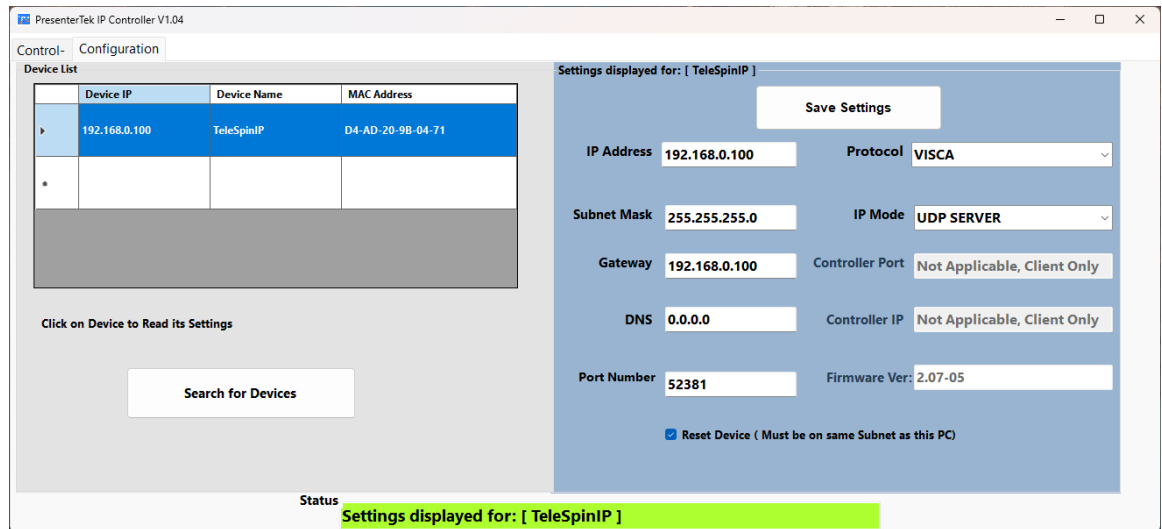 PresenterTek IP Controller V1.04
Control-
Configuration
Device List
Device IP
Device Name
MAC Address
192.168.0.100
TeleSpinIP
D4-AD-20-9B-04-71
Click on Device to Read its Settings
Search for Devices
Settings displayed for: [ TeleSpinIP ]
Save Settings
IP Address
192.168.0.100
Protocol
VISCA
Subnet Mask
255.255.255.0
IP Mode
UDP SERVER
Gateway
192.168.0.100
Controller Port
Not Applicable, Client Only
DNS
0.0.0.0
Controller IP
Not Applicable, Client Only
Port Number
52381
Firmware Ver:
2.07-05
Reset Device ( Must be on same Subnet as this PC)
Status
Settings displayed for: [ TeleSpinIP ]